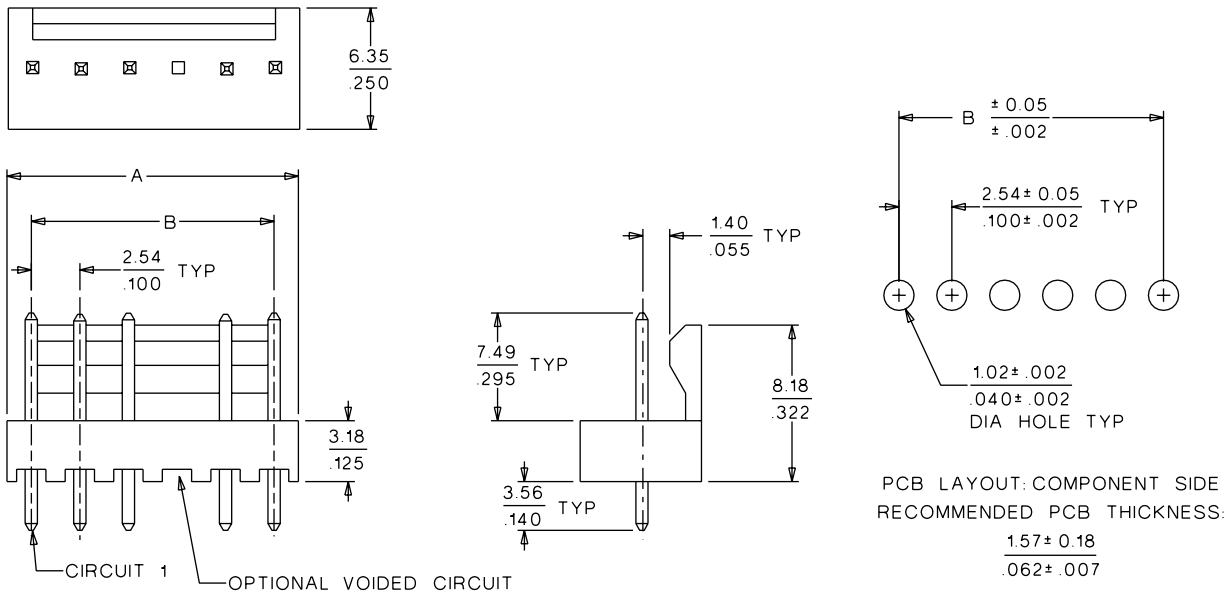 6.35
.250
A
B
2.54 TYP
.100
3.18
.125
CIRCUIT 1
OPTIONAL VOIDED CIRCUIT
1.40 TYP
.055
7.49 TYP
.295
8.18
.322
3.56 TYP
.140
B ± 0.05
± .002
2.54± 0.05 TYP
.100± .002
1.02± .002
.040± .002
DIA HOLE TYP
PCB LAYOUT: COMPONENT SIDE
RECOMMENDED PCB THICKNESS:
1.57± 0.18
.062± .007